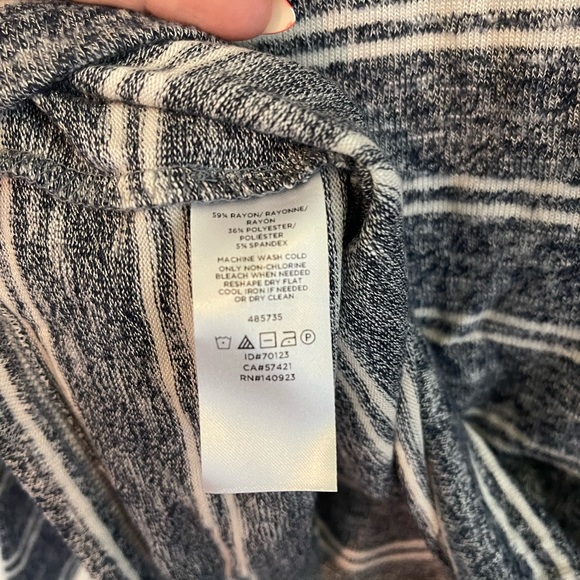 59% RAYON/ RAYONNE/
RAYON
36% POLYESTER/
POLIÉSTER
5% SPANDEX
MACHINE WASH COLD
ONLY NON-CHLORINE
BLEACH WHEN NEEDED
RESHAPE DRY FLAT
COOL IRON IF NEEDED
OR DRY CLEAN
485735
P
ID#70123
CA#57421
RN#140923